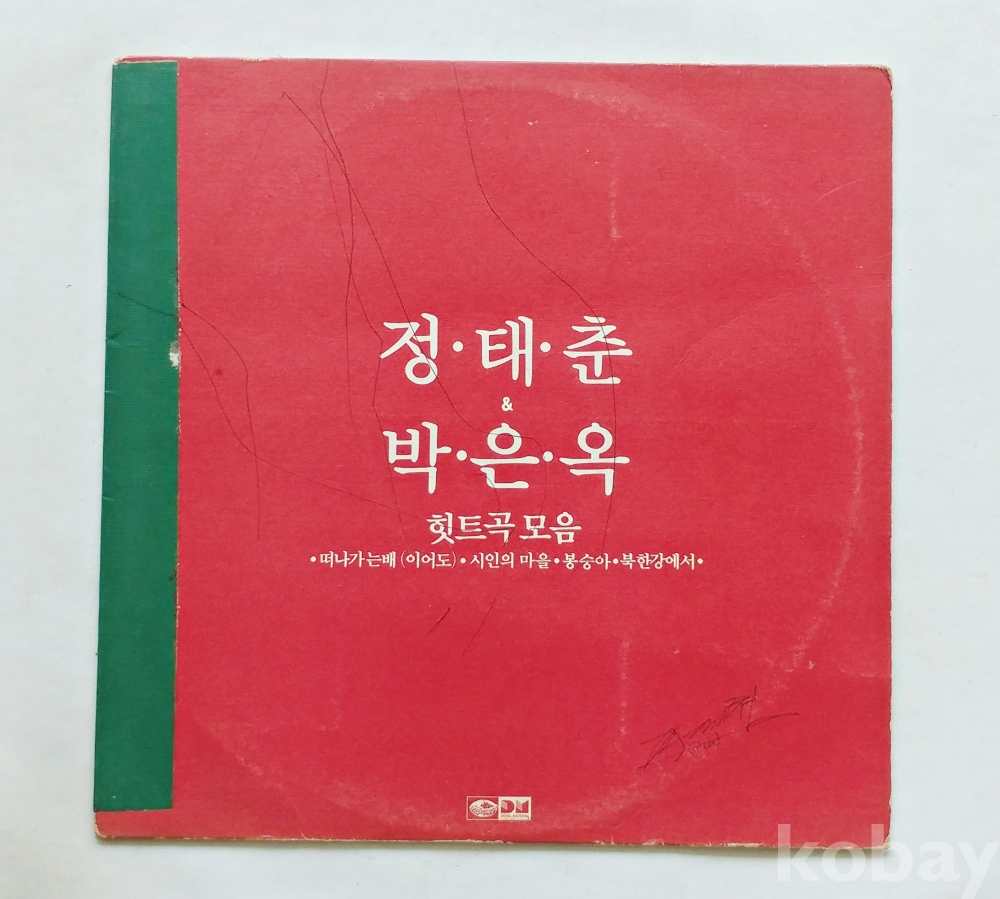 정·태·춘
&
박·은·옥
힛트곡 모음
•떠나가는배 (이어도)•시인의 마을•봉숭아•북한강에서•
DM
kobay